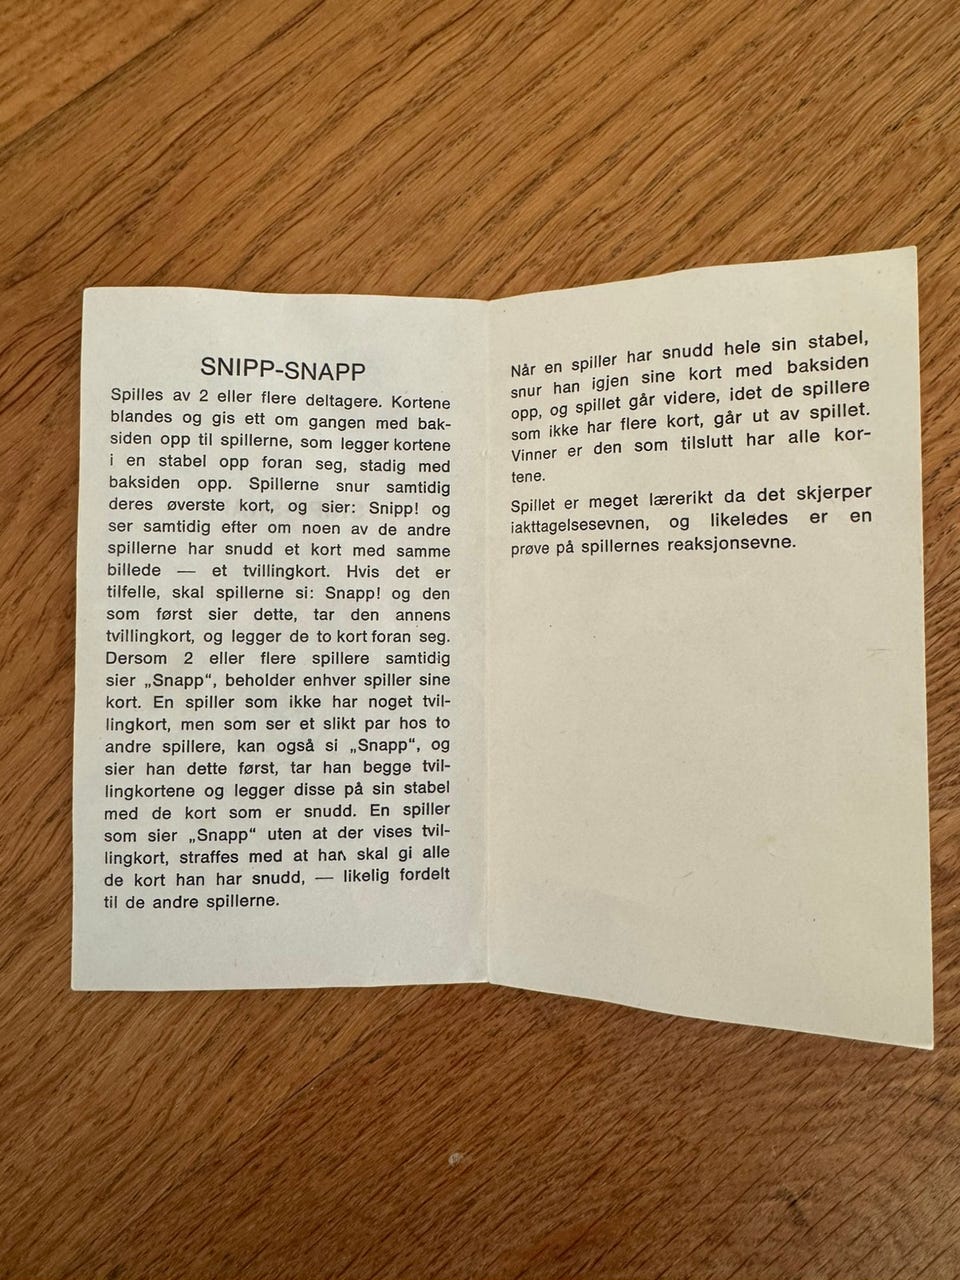 SNIPP-SNAPP
Spilles av 2 eller flere deltagere. Kortene
blandes og gis ett om gangen med bak-
siden opp til spillerne, som legger kortene
i en stabel opp foran seg, stadig med
baksiden opp. Spillerne snur samtidig
deres øverste kort, og sier: Snipp! og
ser samtidig efter om noen av de andre
spillerne har snudd et kort med samme
billede — et tvillingkort. Hvis det er
tilfelle, skal spillerne si: Snapp! og den
som først sier dette, tar den annens
tvillingkort, og legger de to kort foran seg.
Dersom 2 eller flere spillere samtidig
sier „Snapp“, beholder enhver spiller sine
kort. En spiller som ikke har noget tvil-
lingkort, men som ser et slikt par hos to
andre spillere, kan også si „Snapp“, og
sier han dette først, tar han begge tvil-
lingkortene og legger disse på sin stabel
med de kort som er snudd. En spiller
som sier „Snapp“ uten at der vises tvil-
lingkort, straffes med at han skal gi alle
de kort han har snudd, — likelig fordelt
til de andre spillerne.
Når en spiller har snudd hele sin stabel,
snur han igjen sine kort med baksiden
opp, og spillet går videre, idet de spillere
som ikke har flere kort, går ut av spillet.
Vinner er den som tilslutt har alle kor-
tene.
Spillet er meget lærerikt da det skjerper
iakttagelsesevnen, og likeledes er en
prøve på spillernes reaksjonsevne.